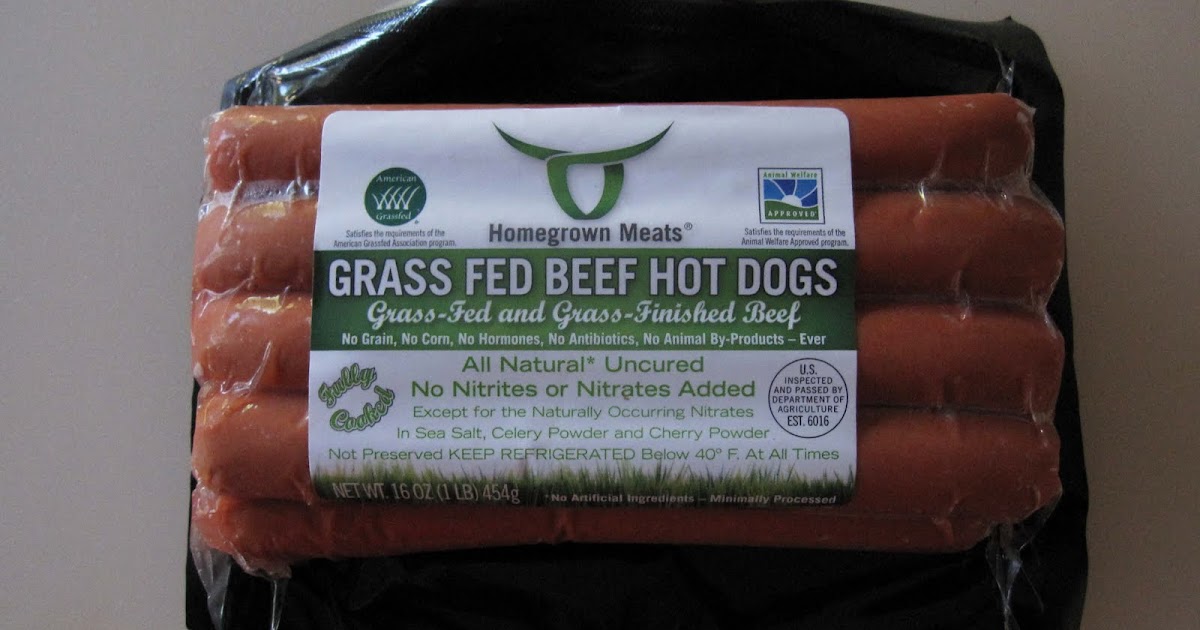 American
Grassfed
Satisfies the requirements of the
American Grassfed Association program.
Homegrown Meats®
Animal Welfare
APPROVED
Satisfies the requirements of the
Animal Welfare Approved program.
GRASS FED BEEF HOT DOGS
Grass-Fed and Grass-Finished Beef
No Grain, No Corn, No Hormones, No Antibiotics, No Animal By-Products – Ever
Fully
Cooked
All Natural* Uncured
No Nitrites or Nitrates Added
Except for the Naturally Occurring Nitrates
In Sea Salt, Celery Powder and Cherry Powder
Not Preserved KEEP REFRIGERATED Below 40° F. At All Times
U.S.
INSPECTED
AND PASSED BY
DEPARTMENT OF
AGRICULTURE
EST. 6016
NET WT. 16 OZ (1 LB) 454g
*No Artificial Ingredients – Minimally Processed